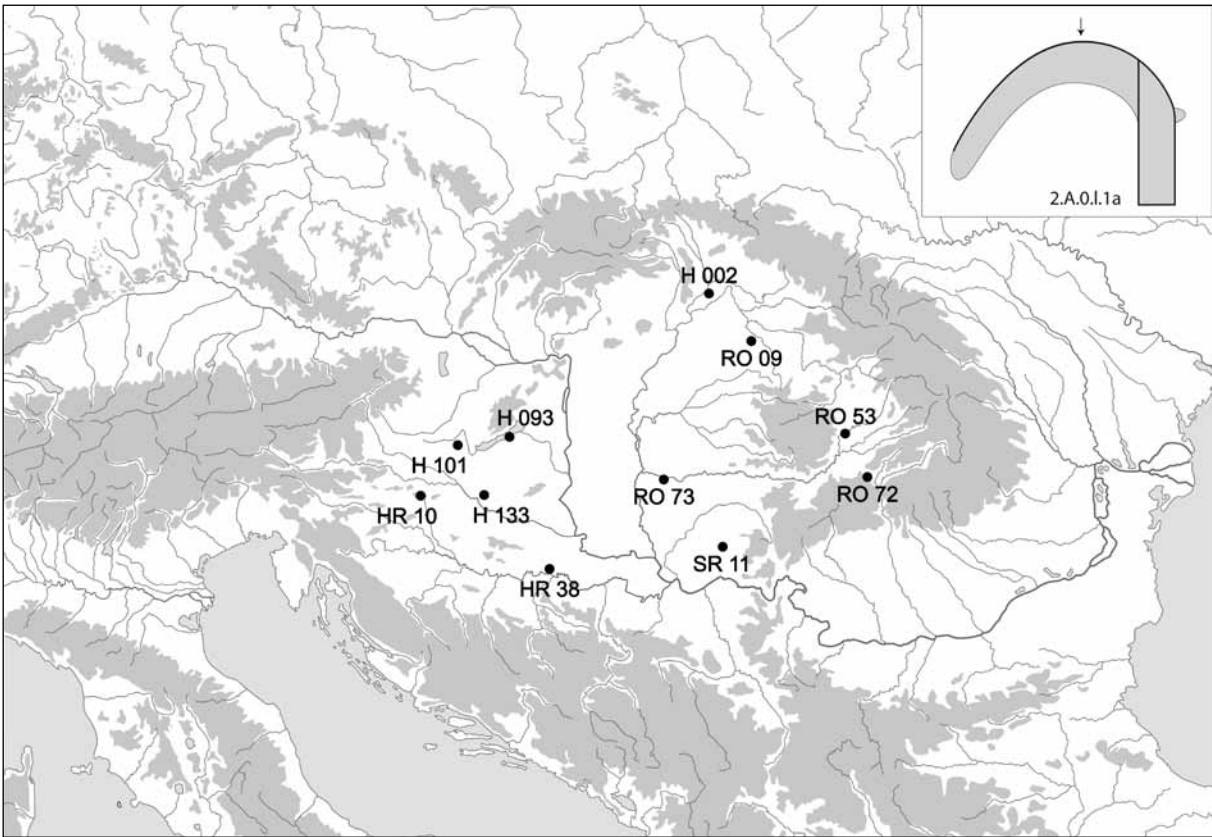 2.A.0.I.1a
H 002
RO 09
H 093
RO 53
H 101
RO 72
RO 73
HR 10
H 133
SR 11
HR 38